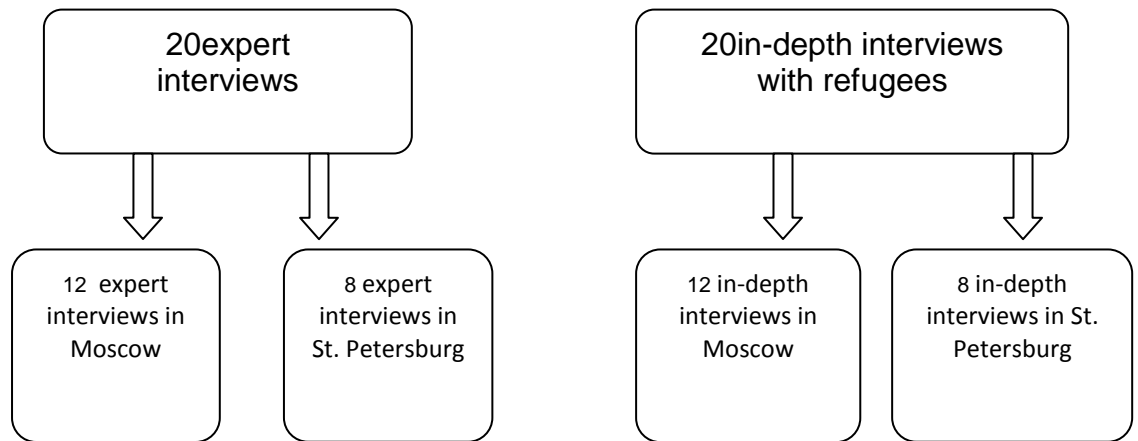 20expert
interviews
20in-depth interviews
with refugees
12  expert
interviews in
Moscow
8 expert
interviews in
St. Petersburg
12 in-depth
interviews in
Moscow
8 in-depth
interviews in St.
Petersburg